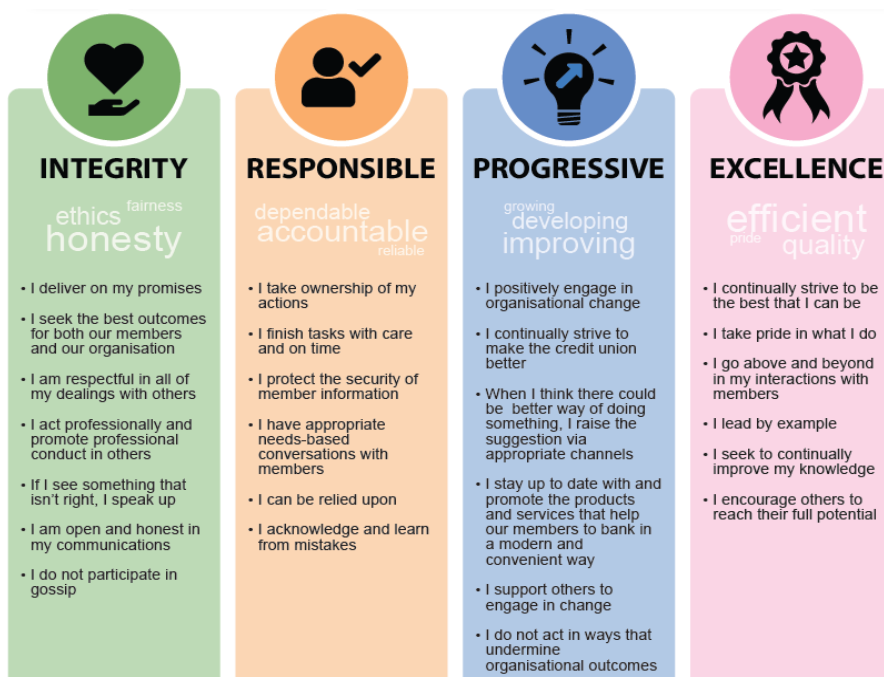 INTEGRITY
fairness
ethics
honesty
• I deliver on my promises
• I seek the best outcomes
for both our members
and our organisation
• I am respectful in all of
my dealings with others
• I act professionally and
promote professional
conduct in others
• If I see something that
isn't right, I speak up
• I am open and honest in
my communications
• I do not participate in
gossip
RESPONSIBLE
dependable
accountable
reliable
• I take ownership of my
actions
• I finish tasks with care
and on time
• I protect the security of
member information
• I have appropriate
needs-based
conversations with
members
• I can be relied upon
• I acknowledge and learn
from mistakes
PROGRESSIVE
growing
developing
improving
• I positively engage in
organisational change
• I continually strive to
make the credit union
better
• When I think there could
be  better way of doing
something, I raise the
suggestion via
appropriate channels
• I stay up to date with and
promote the products
and services that help
our members to bank in
a modern and
convenient way
• I support others to
engage in change
• I do not act in ways that
undermine
organisational outcomes
EXCELLENCE
efficient
pride
quality
• I continually strive to be
the best that I can be
• I take pride in what I do
• I go above and beyond
in my interactions with
members
• I lead by example
• I seek to continually
improve my knowledge
• I encourage others to
reach their full potential